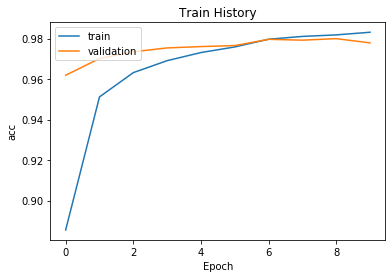 Train History
train
validation
0.98
0.96
0.94
0.92
0.90
acc
0 2 4 6 8
Epoch